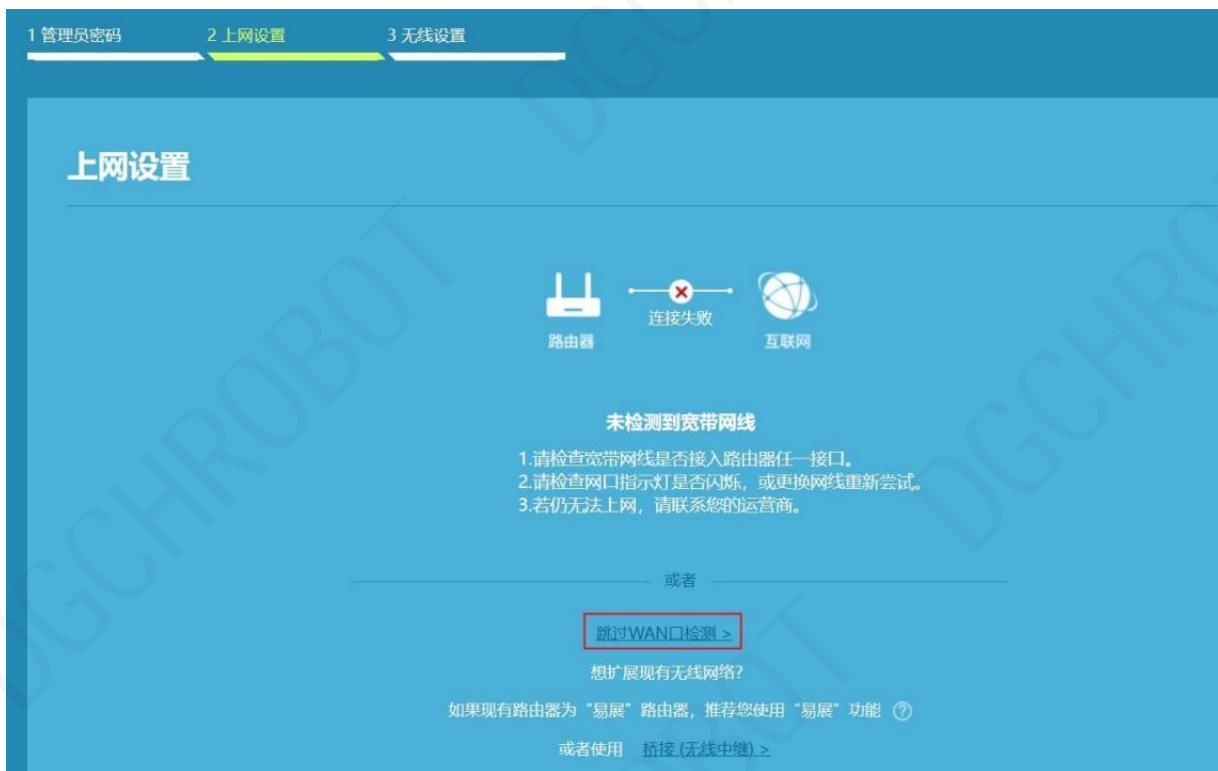 1 管理员密码 2 上网设置 3 无线设置
上网设置
连接失败
路由器 互联网
未检测到宽带网线
1.请检查宽带网线是否接入路由器任一接口。
2.请检查网口指示灯是否闪烁，或更换网线重新尝试。
3.若仍无法上网，请联系您的运营商。
或者
跳过WAN口检测 >
想扩展现有无线网络?
如果现有路由器为“易展”路由器，推荐您使用“易展”功能 ?
或者使用 桥接 (无线中继) >
DGCHROBOT